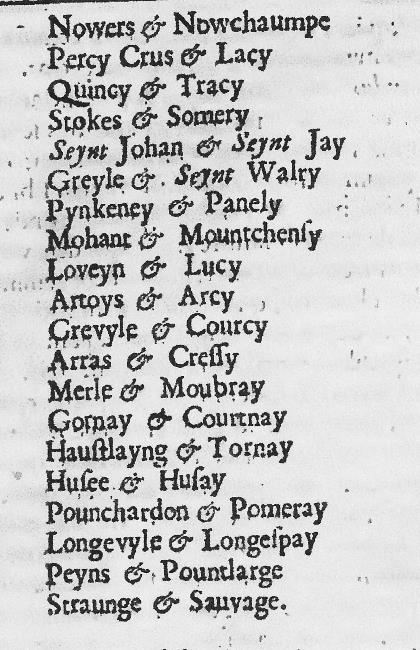 Nowers & Nowchaumpe
Percy Crus & Lacy
Quincy & Tracy
Stokes & Somery
Seynt Johan & Seynt Jay
Greyle & Seynt Walry
Pynkeney & Panely
Mohant & Mountchenſy
Loveyn & Lucy
Artoys & Arcy
Grevyle & Courcy
Arras & Creſſy
Merle & Moubray
Gornay & Courtnay
Hauſtlayng & Tornay
Huſee & Huſay
Pounchardon & Pomeray
Longevyle & Longeſpay
Peyns & Pountlarge
Straunge & Sauvage.